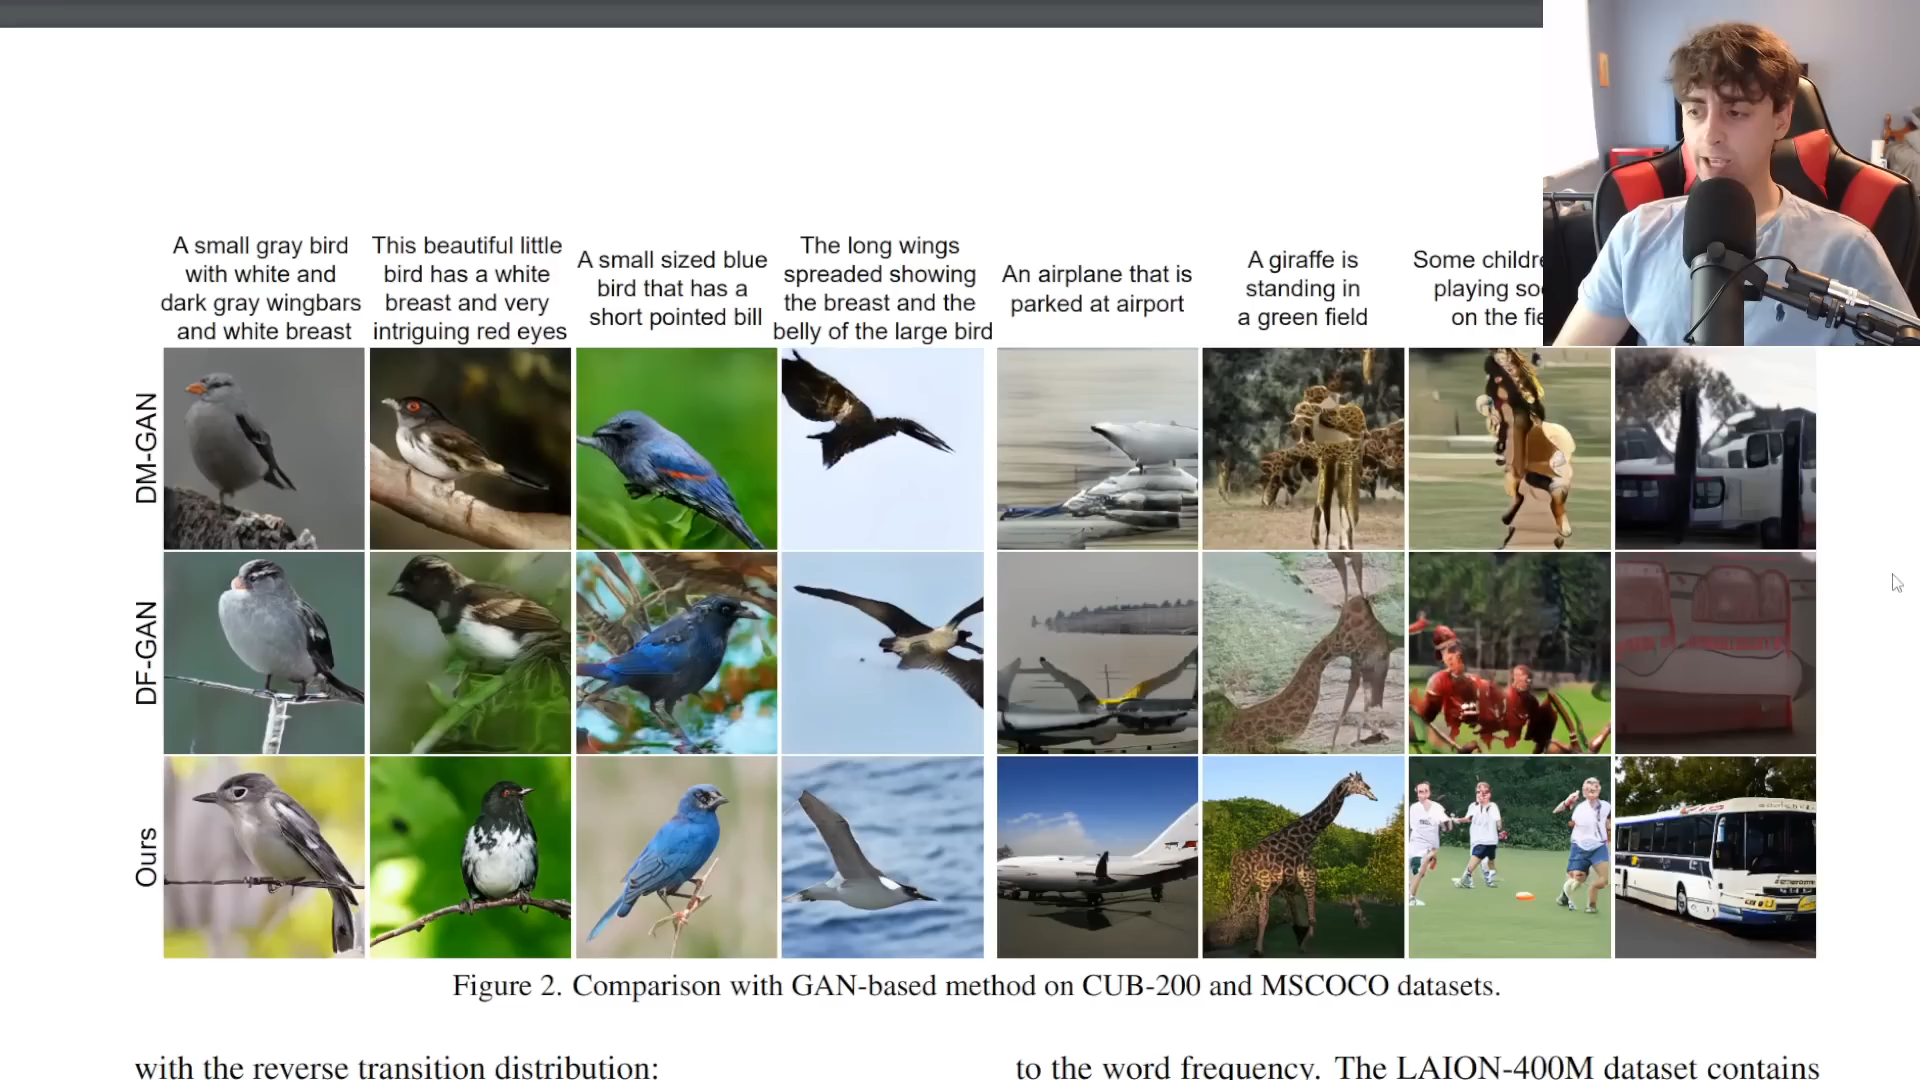 A small gray bird
with white and
dark gray wingbars
and white breast
This beautiful little
bird has a white
breast and very
intriguing red eyes
A small sized blue
bird that has a
short pointed bill
The long wings
spreaded showing
the breast and the
belly of the large bird
An airplane that is
parked at airport
A giraffe is
standing in
a green field
Some
playing
on the
DM-GAN
DF-GAN
Ours
Figure 2. Comparison with GAN-based method on CUB-200 and MSCOCO datasets.
with the reverse transition distribution:
to the word frequency. The LAION-400M dataset contains